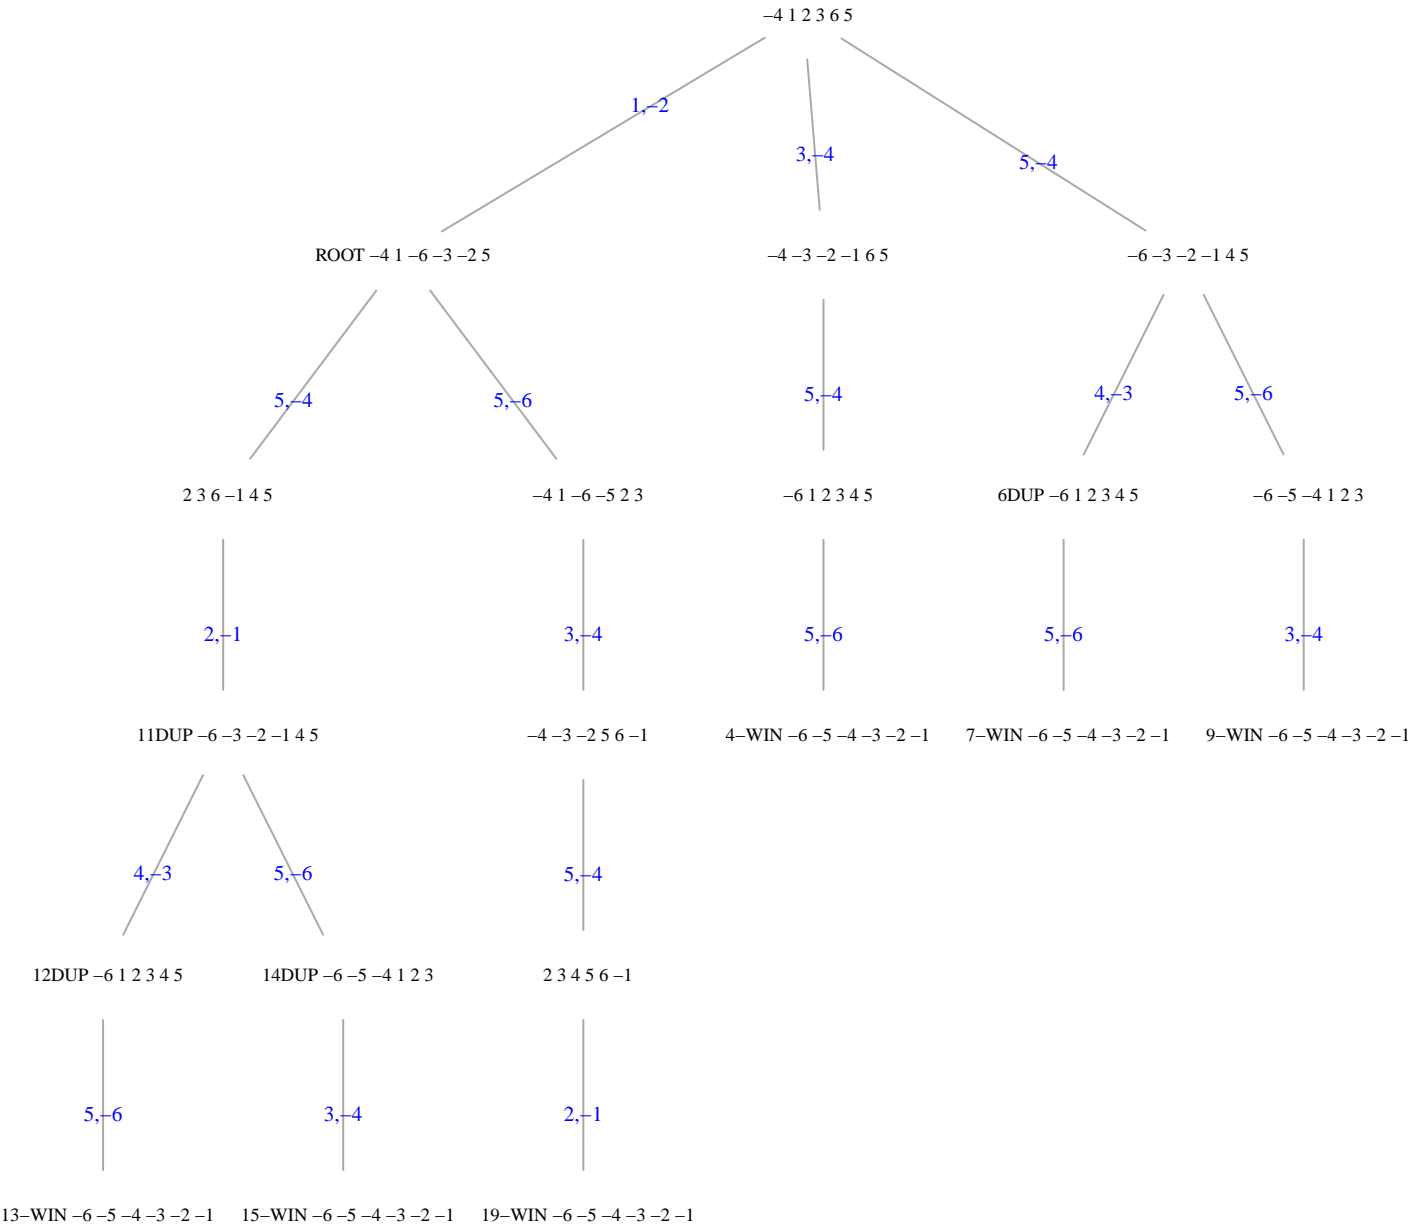 −4 1 2 3 6 5
1,−2
3,−4
5,−4
ROOT −4 1 −6 −3 −2 5
−4 −3 −2 −1 6 5
−6 −3 −2 −1 4 5
5,−4
5,−6
5,−4
4,−3
5,−6
2 3 6 −1 4 5
−4 1 −6 −5 2 3
−6 1 2 3 4 5
6DUP −6 1 2 3 4 5
−6 −5 −4 1 2 3
2,−1
3,−4
5,−6
5,−6
3,−4
11DUP −6 −3 −2 −1 4 5
−4 −3 −2 5 6 −1
4−WIN −6 −5 −4 −3 −2 −1
7−WIN −6 −5 −4 −3 −2 −1
9−WIN −6 −5 −4 −3 −2 −1
4,−3
5,−6
5,−4
12DUP −6 1 2 3 4 5
14DUP −6 −5 −4 1 2 3
2 3 4 5 6 −1
5,−6
3,−4
2,−1
13−WIN −6 −5 −4 −3 −2 −1
15−WIN −6 −5 −4 −3 −2 −1
19−WIN −6 −5 −4 −3 −2 −1